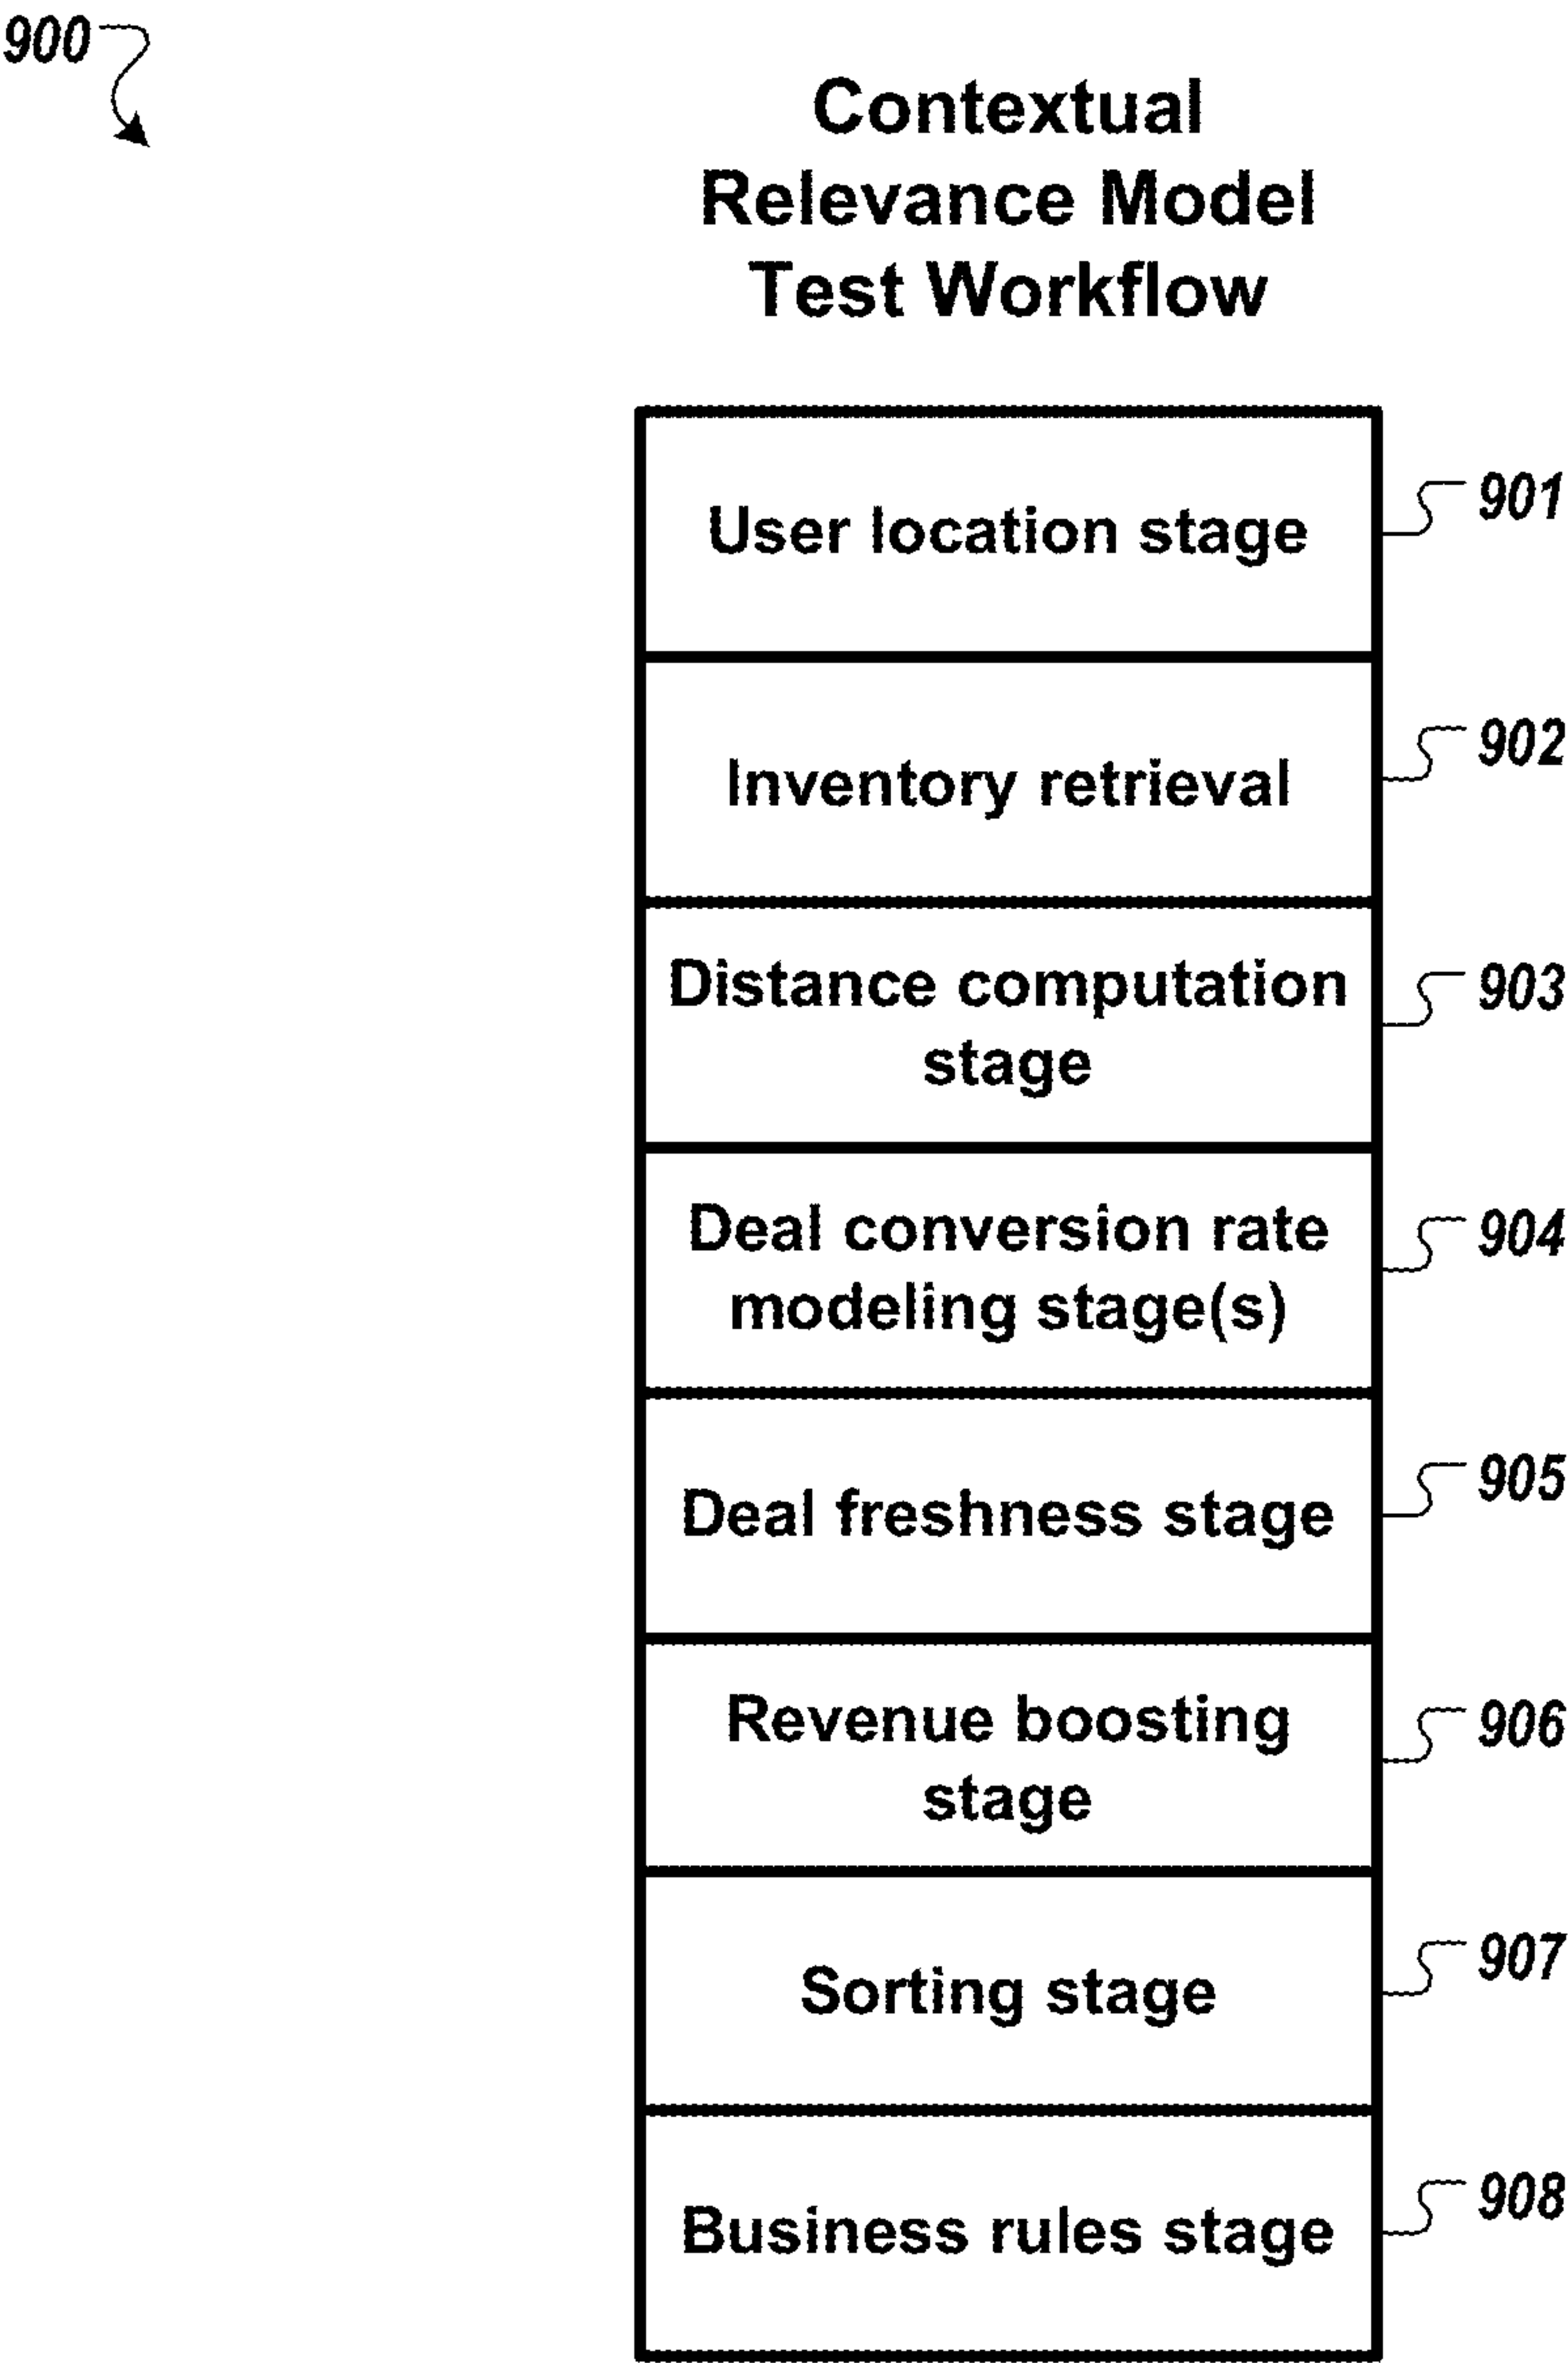 900
Contextual
Relevance Model
Test Workflow
User location stage
901
Inventory retrieval
902
Distance computation
stage
903
Deal conversion rate
modeling stage(s)
904
Deal freshness stage
905
Revenue boosting
stage
906
Sorting stage
907
Business rules stage
908